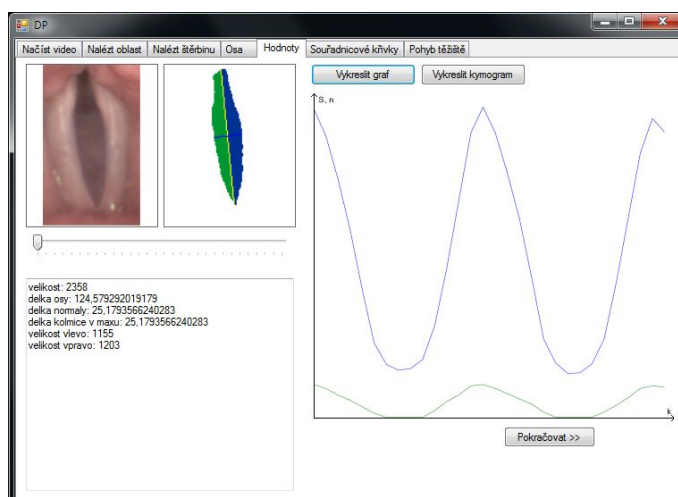 DP
Načíst video
Nalézt oblast
Nalézt štěrbinu
Osa
Hodnoty
Souřadnicové křivky
Pohyb těžiště
Vykreslit graf
Vykreslit kymogram
S, n
velikost: 2358
delka osy: 124,579292019179
delka normaly: 25,1793566240283
delka kolmice v maxu: 25,1793566240283
velikost vlevo: 1155
velikost vpravo: 1203
k
Pokračovat >>